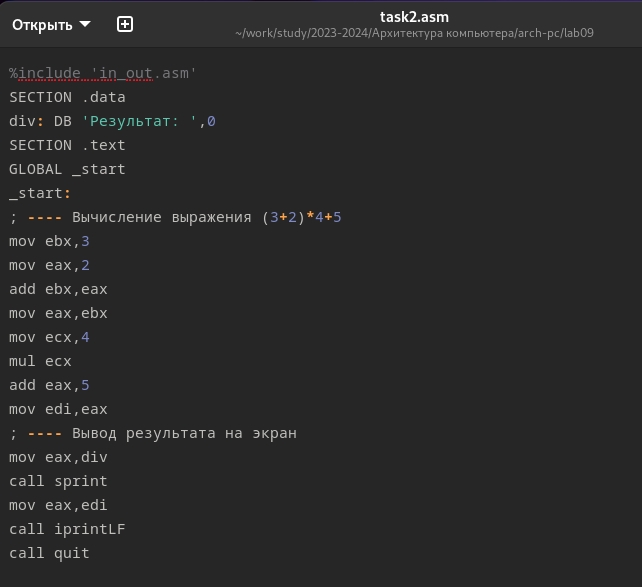 Открыть
task2.asm
~/work/study/2023-2024/Архитектура компьютера/arch-pc/lab09
%include 'in_out.asm'
SECTION .data
div: DB 'Результат: ',0
SECTION .text
GLOBAL _start
_start:
; ---- Вычисление выражения (3+2)*4+5
mov ebx,3
mov eax,2
add ebx,eax
mov eax,ebx
mov ecx,4
mul ecx
add eax,5
mov edi,eax
; ---- Вывод результата на экран
mov eax,div
call sprint
mov eax,edi
call iprintLF
call quit